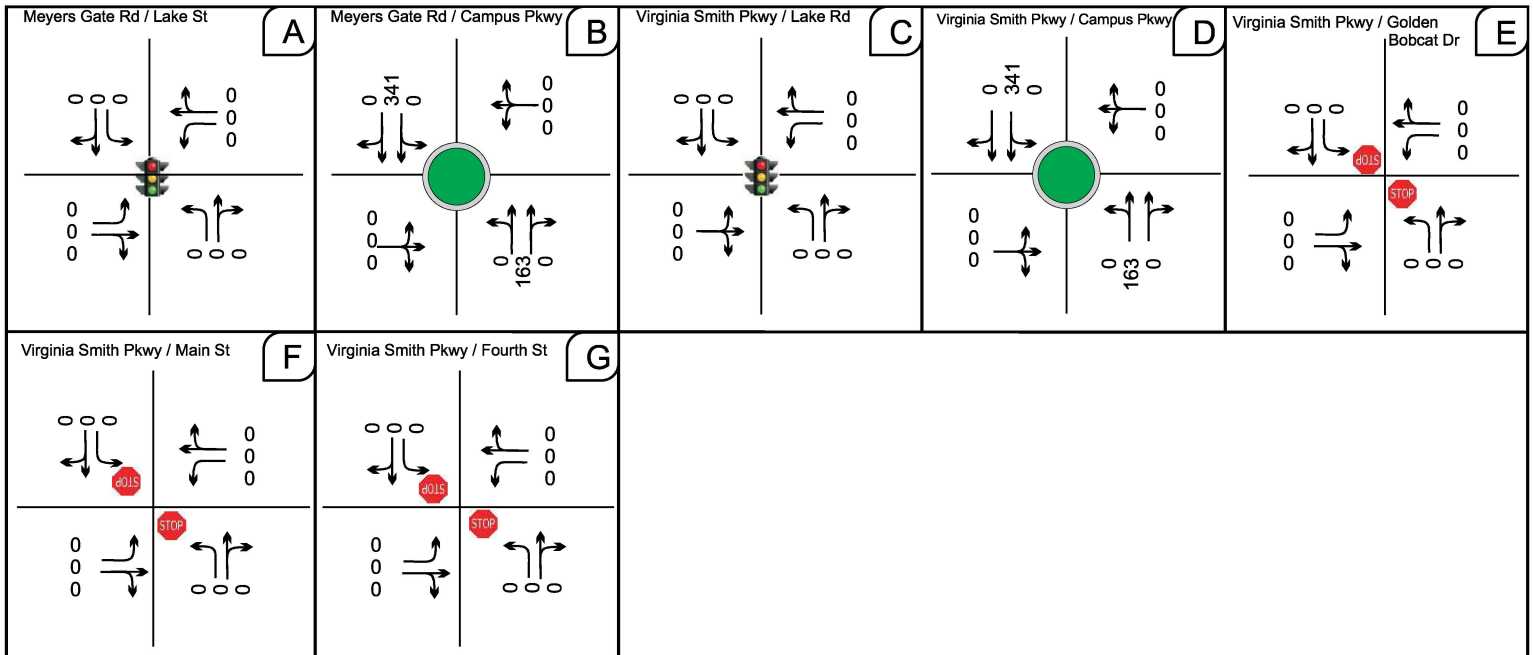 Meyers Gate Rd / Lake St
A
0 0 0
0
0
0
0
0
0
0 0 0
Meyers Gate Rd / Campus Pkwy
B
0 341 0
0
0
0
0
0
0
0 163 0
Virginia Smith Pkwy / Lake Rd
C
0 0 0
0
0
0
0
0
0
0 0 0
Virginia Smith Pkwy / Campus Pkwy
D
0 341 0
0
0
0
0
0
0
0 163 0
Virginia Smith Pkwy / Golden
Bobcat Dr
E
0 0 0
0
0
0
STOP
STOP
0
0
0
0 0 0
Virginia Smith Pkwy / Main St
F
0 0 0
0
0
0
STOP
STOP
0
0
0
0 0 0
Virginia Smith Pkwy / Fourth St
G
0 0 0
0
0
0
STOP
STOP
0
0
0
0 0 0